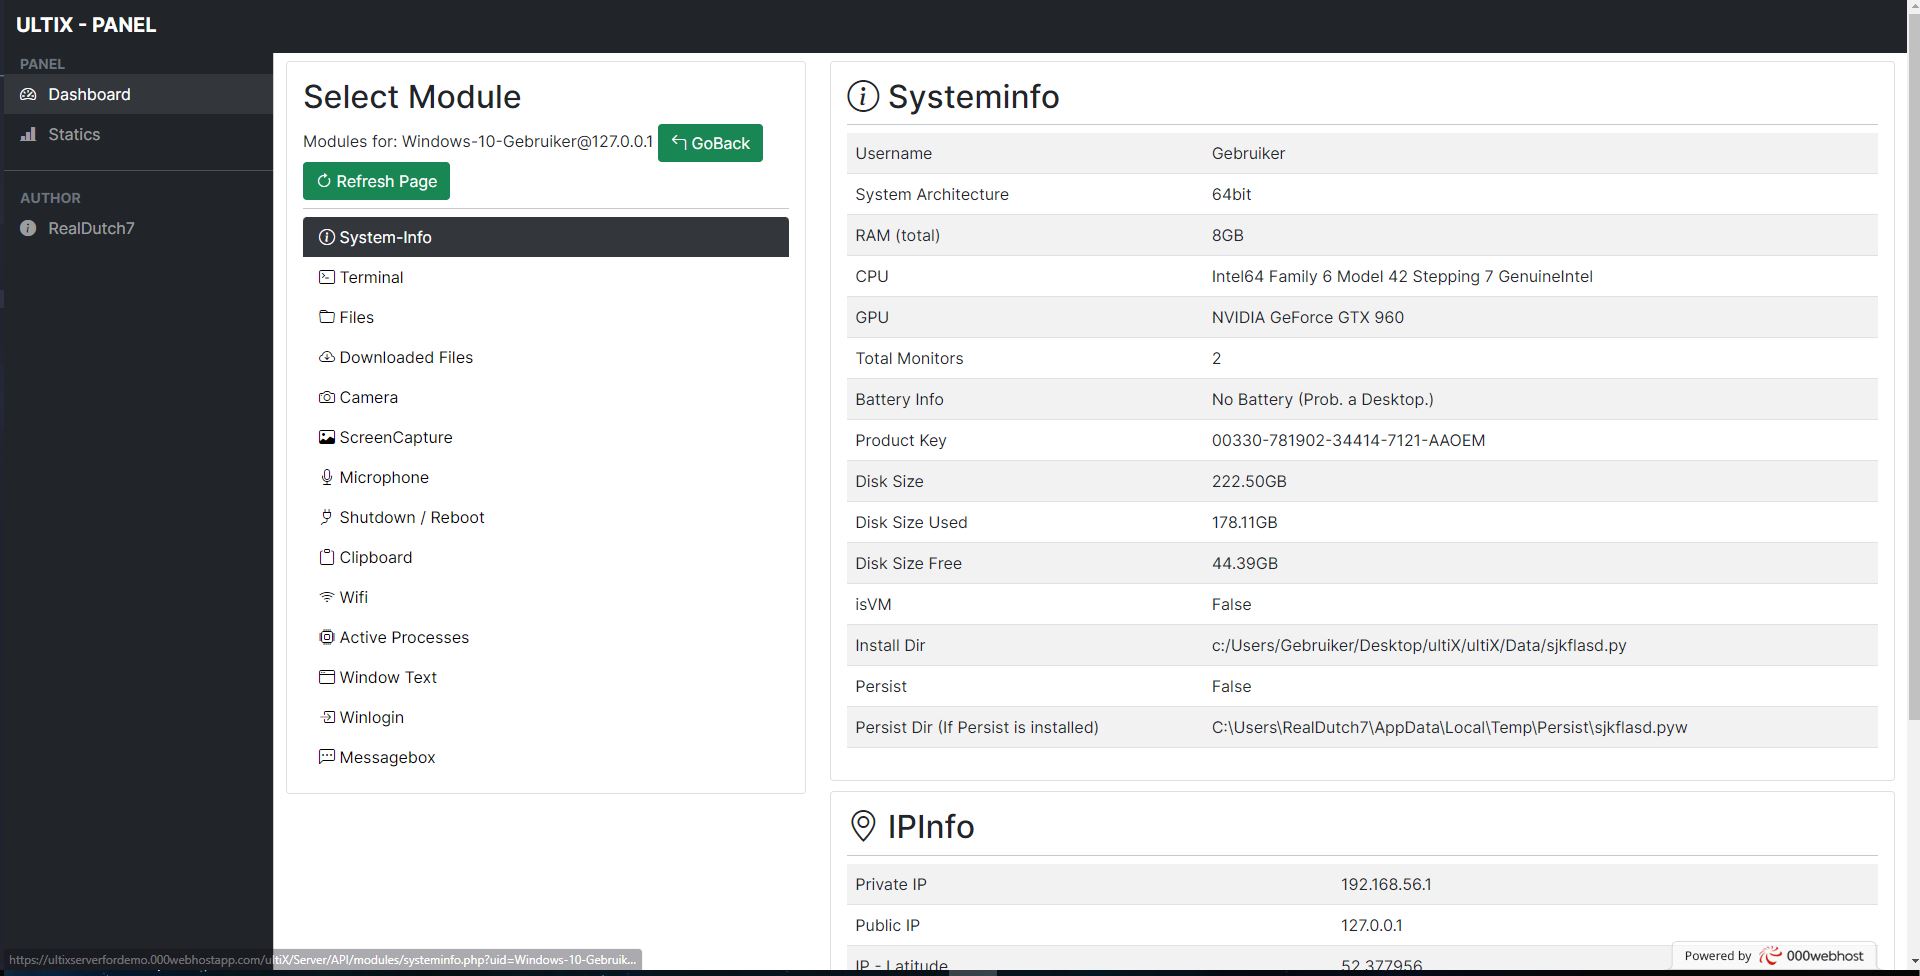 ULTIX - PANEL
PANEL
Dashboard
Statics
AUTHOR
RealDutch7
Select Module
Modules for: Windows-10-Gebruiker@127.0.0.1 GoBack
Refresh Page
System-Info
Terminal
Files
Downloaded Files
Camera
ScreenCapture
Microphone
Shutdown / Reboot
Clipboard
Wifi
Active Processes
Window Text
Winlogin
Messagebox
Systeminfo
Username Gebruiker
System Architecture 64bit
RAM (total) 8GB
CPU Intel64 Family 6 Model 42 Stepping 7 GenuineIntel
GPU NVIDIA GeForce GTX 960
Total Monitors 2
Battery Info No Battery (Prob. a Desktop.)
Product Key 00330-781902-34414-7121-AAOEM
Disk Size 222.50GB
Disk Size Used 178.11GB
Disk Size Free 44.39GB
isVM False
Install Dir c:/Users/Gebruiker/Desktop/ultiX/ultiX/Data/sjkflasd.py
Persist False
Persist Dir (If Persist is installed) C:\Users\RealDutch7\AppData\Local\Temp\Persist\sjkflasd.pyw
IPInfo
Private IP 192.168.56.1
Public IP 127.0.0.1
IP - Latitude 52.377956
Powered by 000webhost
https://ultixserverfordemo.000webhostapp.com/ultiX/Server/API/modules/systeminfo.php?uid=Windows-10-Gebruik...